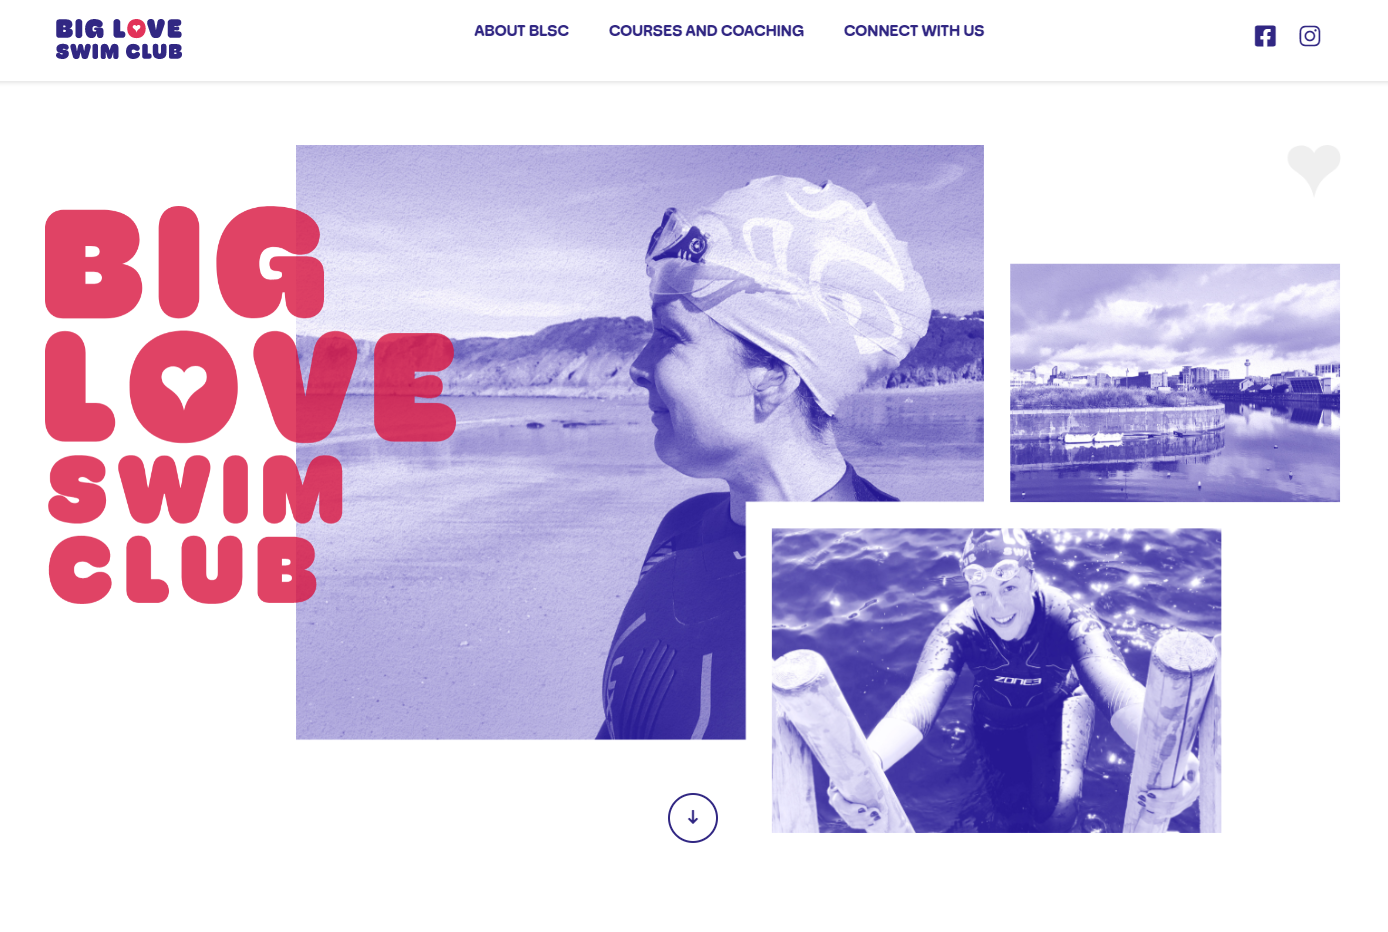 BIG LOVE
SWIM CLUB
ABOUT BLSC
COURSES AND COACHING
CONNECT WITH US
BIG
LOVE
SWIM
CLUB
ZONE3